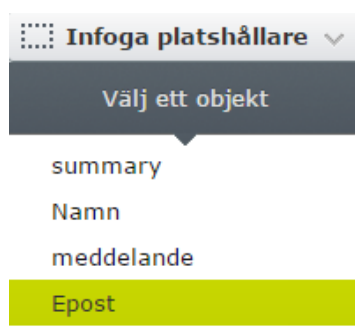 Infoga platshållare
Välj ett objekt
summary
Namn
meddelande
Epost